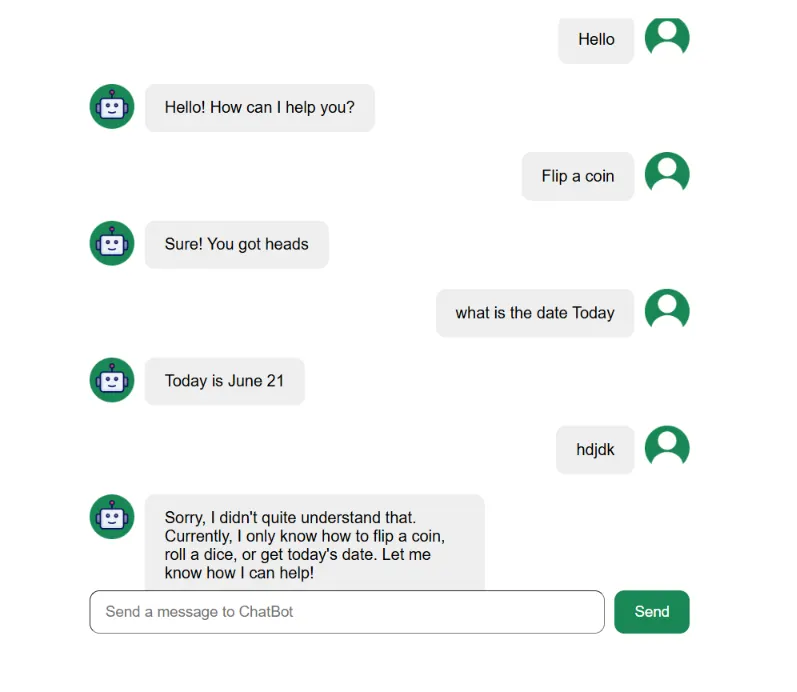 Hello
Hello! How can I help you?
Flip a coin
Sure! You got heads
what is the date Today
Today is June 21
hdjdk
Sorry, I didn't quite understand that.
Currently, I only know how to flip a coin,
roll a dice, or get today's date. Let me
know how I can help!
Send a message to ChatBot
Send